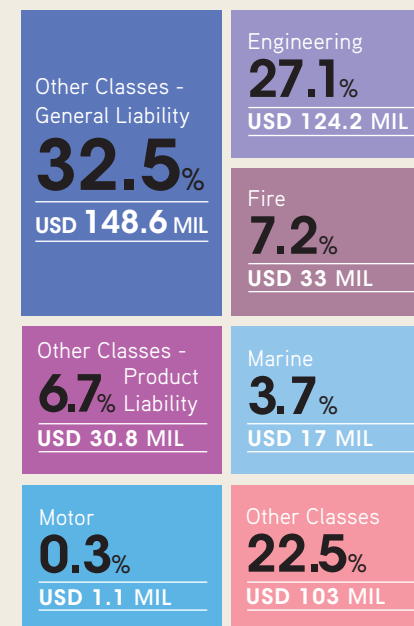 Other Classes -
General Liability
32.5%
USD 148.6 MIL
Engineering
27.1%
USD 124.2 MIL
Fire
7.2%
USD 33 MIL
Other Classes -
Product
6.7% Liability
USD 30.8 MIL
Marine
3.7%
USD 17 MIL
Motor
0.3%
USD 1.1 MIL
Other Classes
22.5%
USD 103 MIL